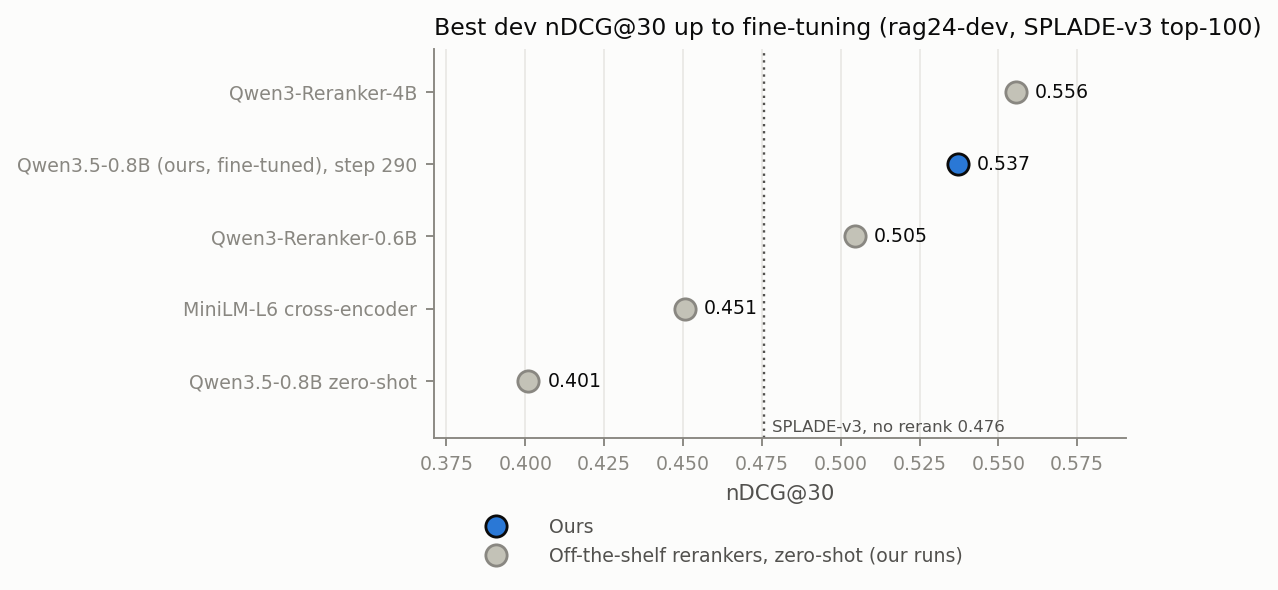 Best dev nDCG@30 up to fine-tuning (rag24-dev, SPLADE-v3 top-100)
Qwen3-Reranker-4B
0.556
Qwen3.5-0.8B (ours, fine-tuned), step 290
0.537
Qwen3-Reranker-0.6B
0.505
MiniLM-L6 cross-encoder
0.451
Qwen3.5-0.8B zero-shot
0.401
SPLADE-v3, no rerank 0.476
0.375 0.400 0.425 0.450 0.475 0.500 0.525 0.550 0.575
nDCG@30
Ours
Off-the-shelf rerankers, zero-shot (our runs)